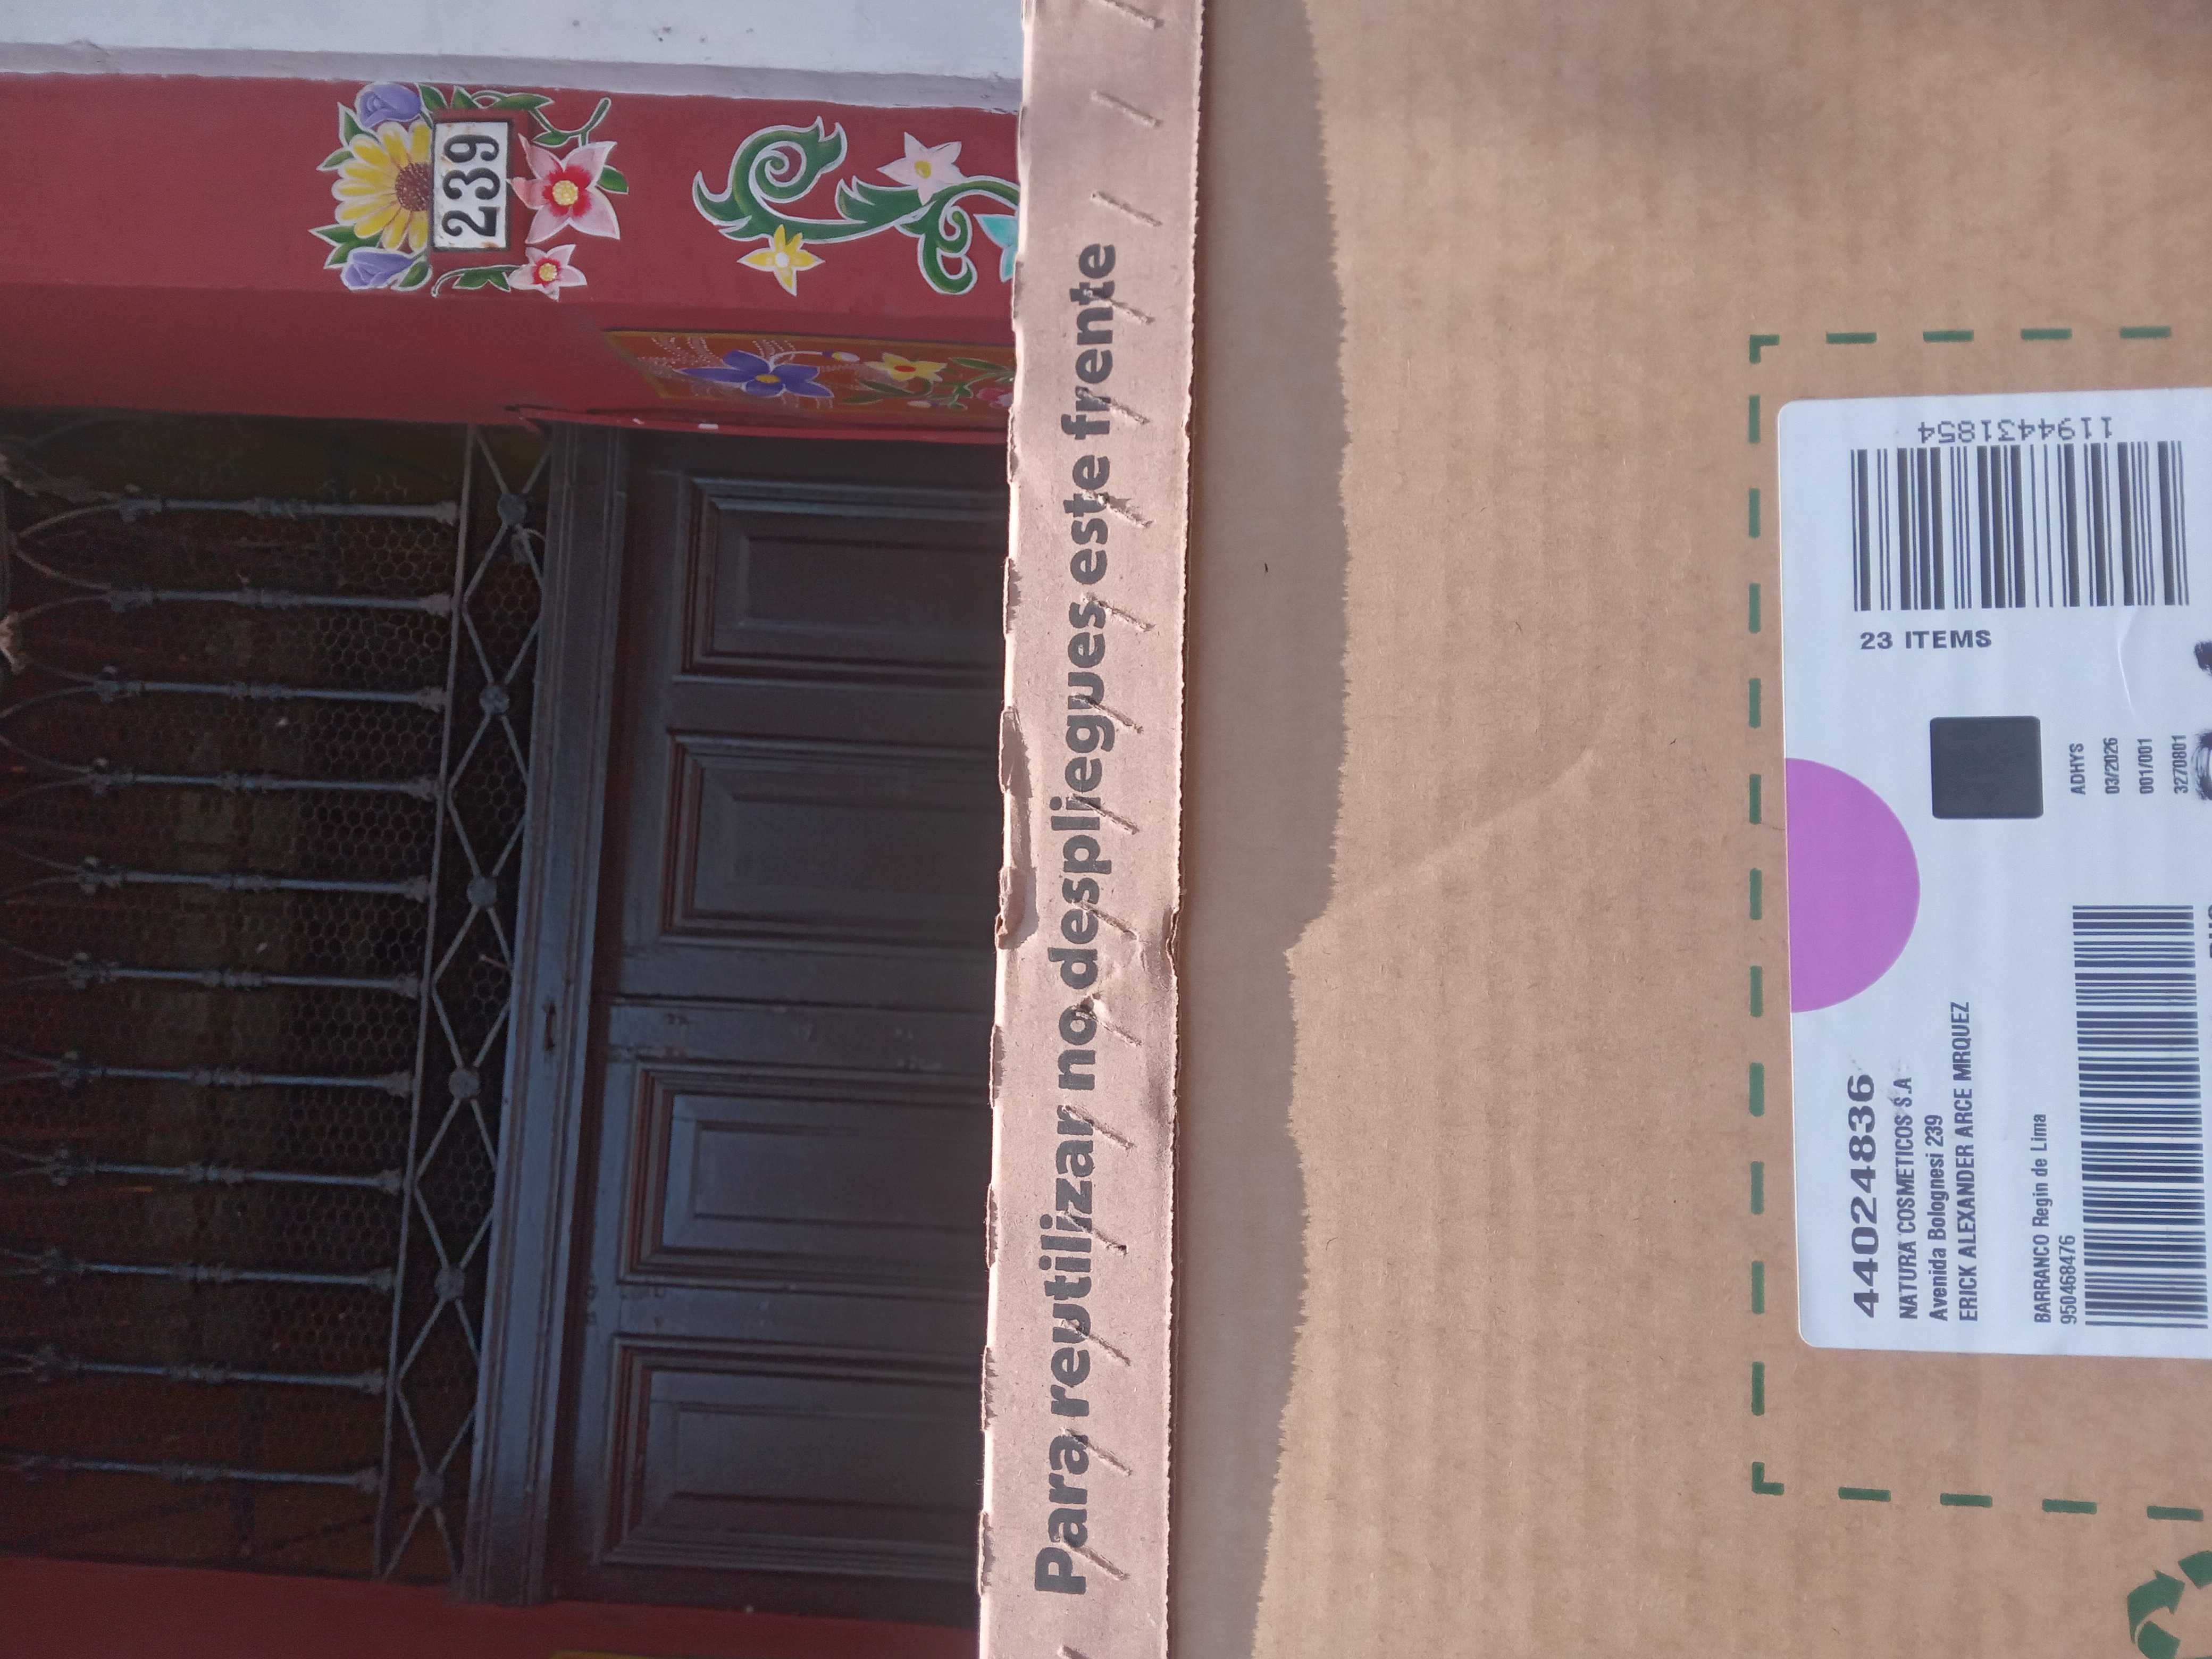 239
Para reutilizar no despliegues este frente
44024836
NATURA COSMETICOS S.A
Avenida Bolognesi 239
ERICK ALEXANDER ARCE MRQUEZ
BARRANCO Regin de Lima
950468476
1194431854
23 ITEMS
ADHYS
03/2026
001/001
3270801